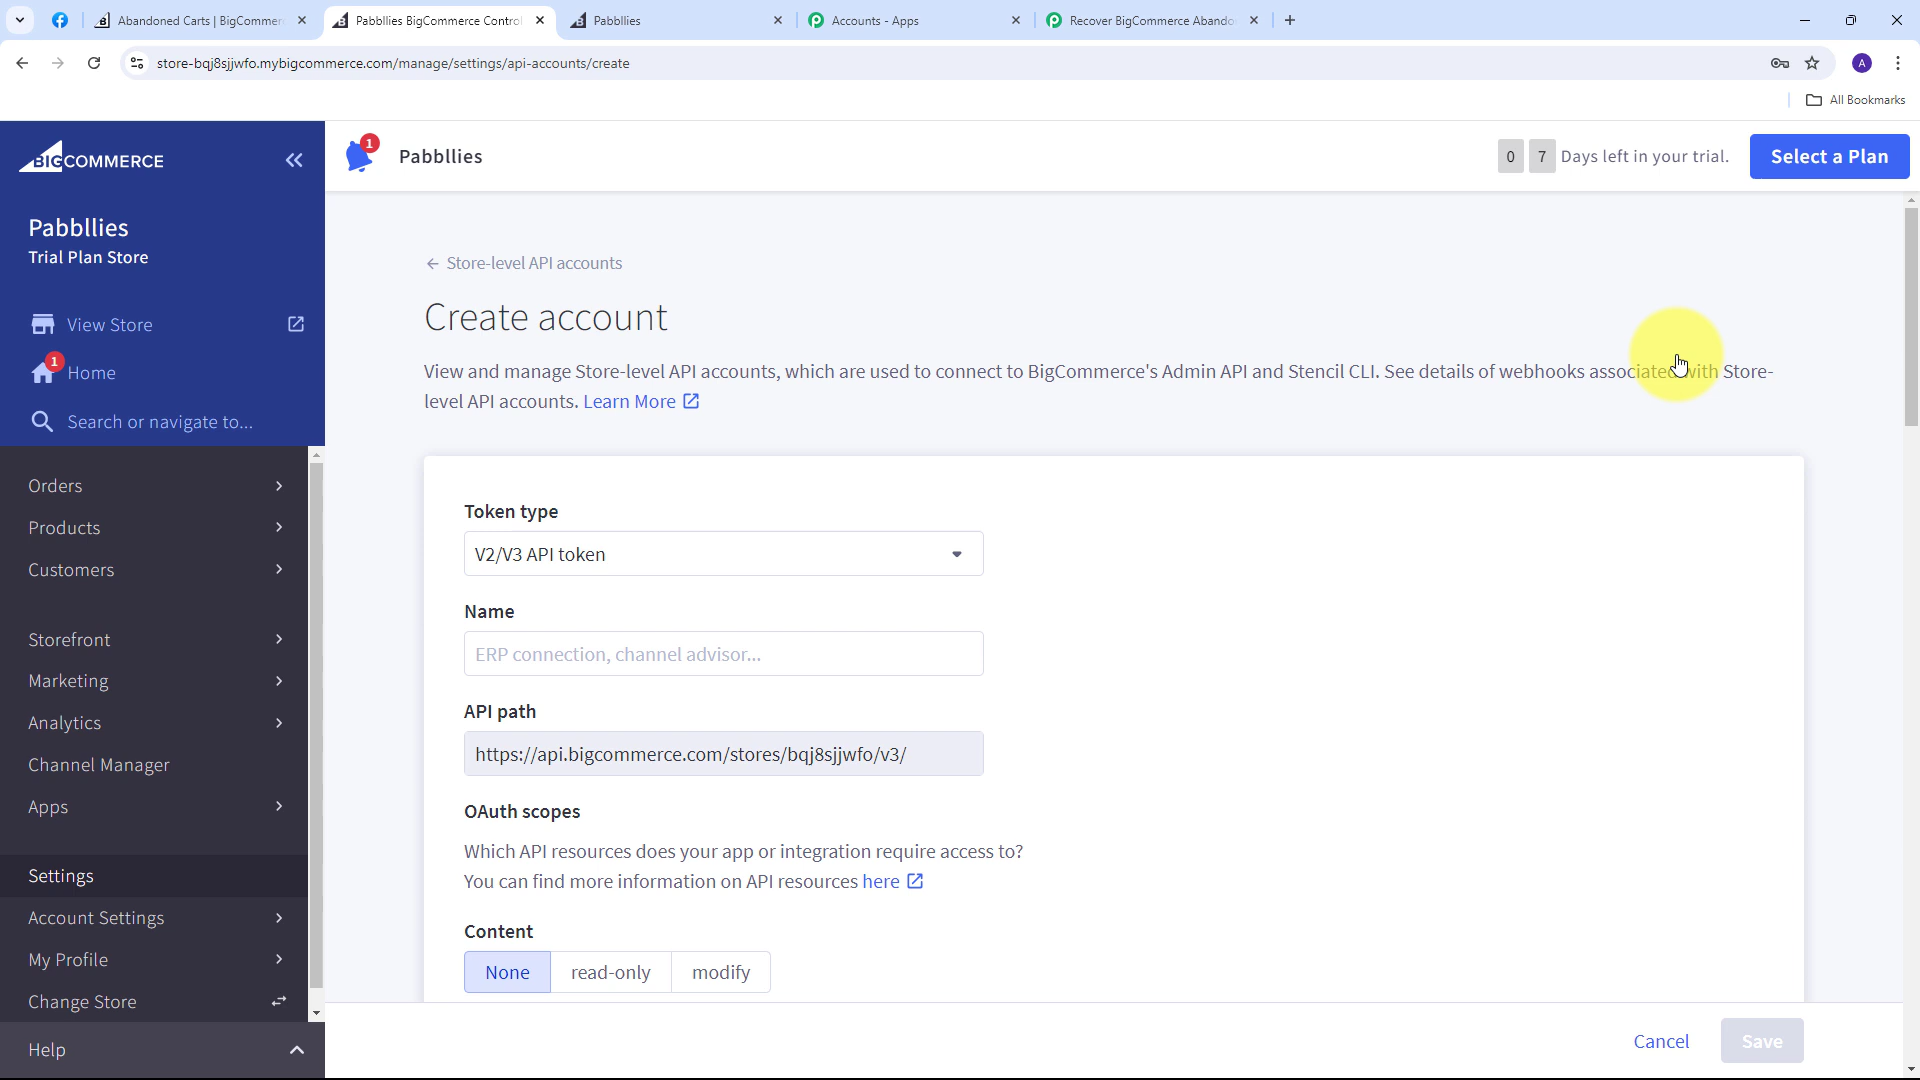 Abandoned Carts | BigCommer
Pabbllies BigCommerce Control
Pabbllies
Accounts - Apps
Recover BigCommerce Abando
store-bqj8sjjwfo.mybigcommerce.com/manage/settings/api-accounts/create
A
All Bookmarks
BIGCOMMERCE
1
Pabbllies
0 7 Days left in your trial.
Select a Plan
Pabbllies
Trial Plan Store
View Store
1
Home
Search or navigate to...
Orders
Products
Customers
Storefront
Marketing
Analytics
Channel Manager
Apps
Settings
Account Settings
My Profile
Change Store
Help
← Store-level API accounts
Create account
View and manage Store-level API accounts, which are used to connect to BigCommerce's Admin API and Stencil CLI. See details of webhooks associated with Store-
level API accounts. Learn More
Token type
V2/V3 API token
Name
ERP connection, channel advisor...
API path
https://api.bigcommerce.com/stores/bqj8sjjwfo/v3/
OAuth scopes
Which API resources does your app or integration require access to?
You can find more information on API resources here
Content
None read-only modify
Cancel
Save